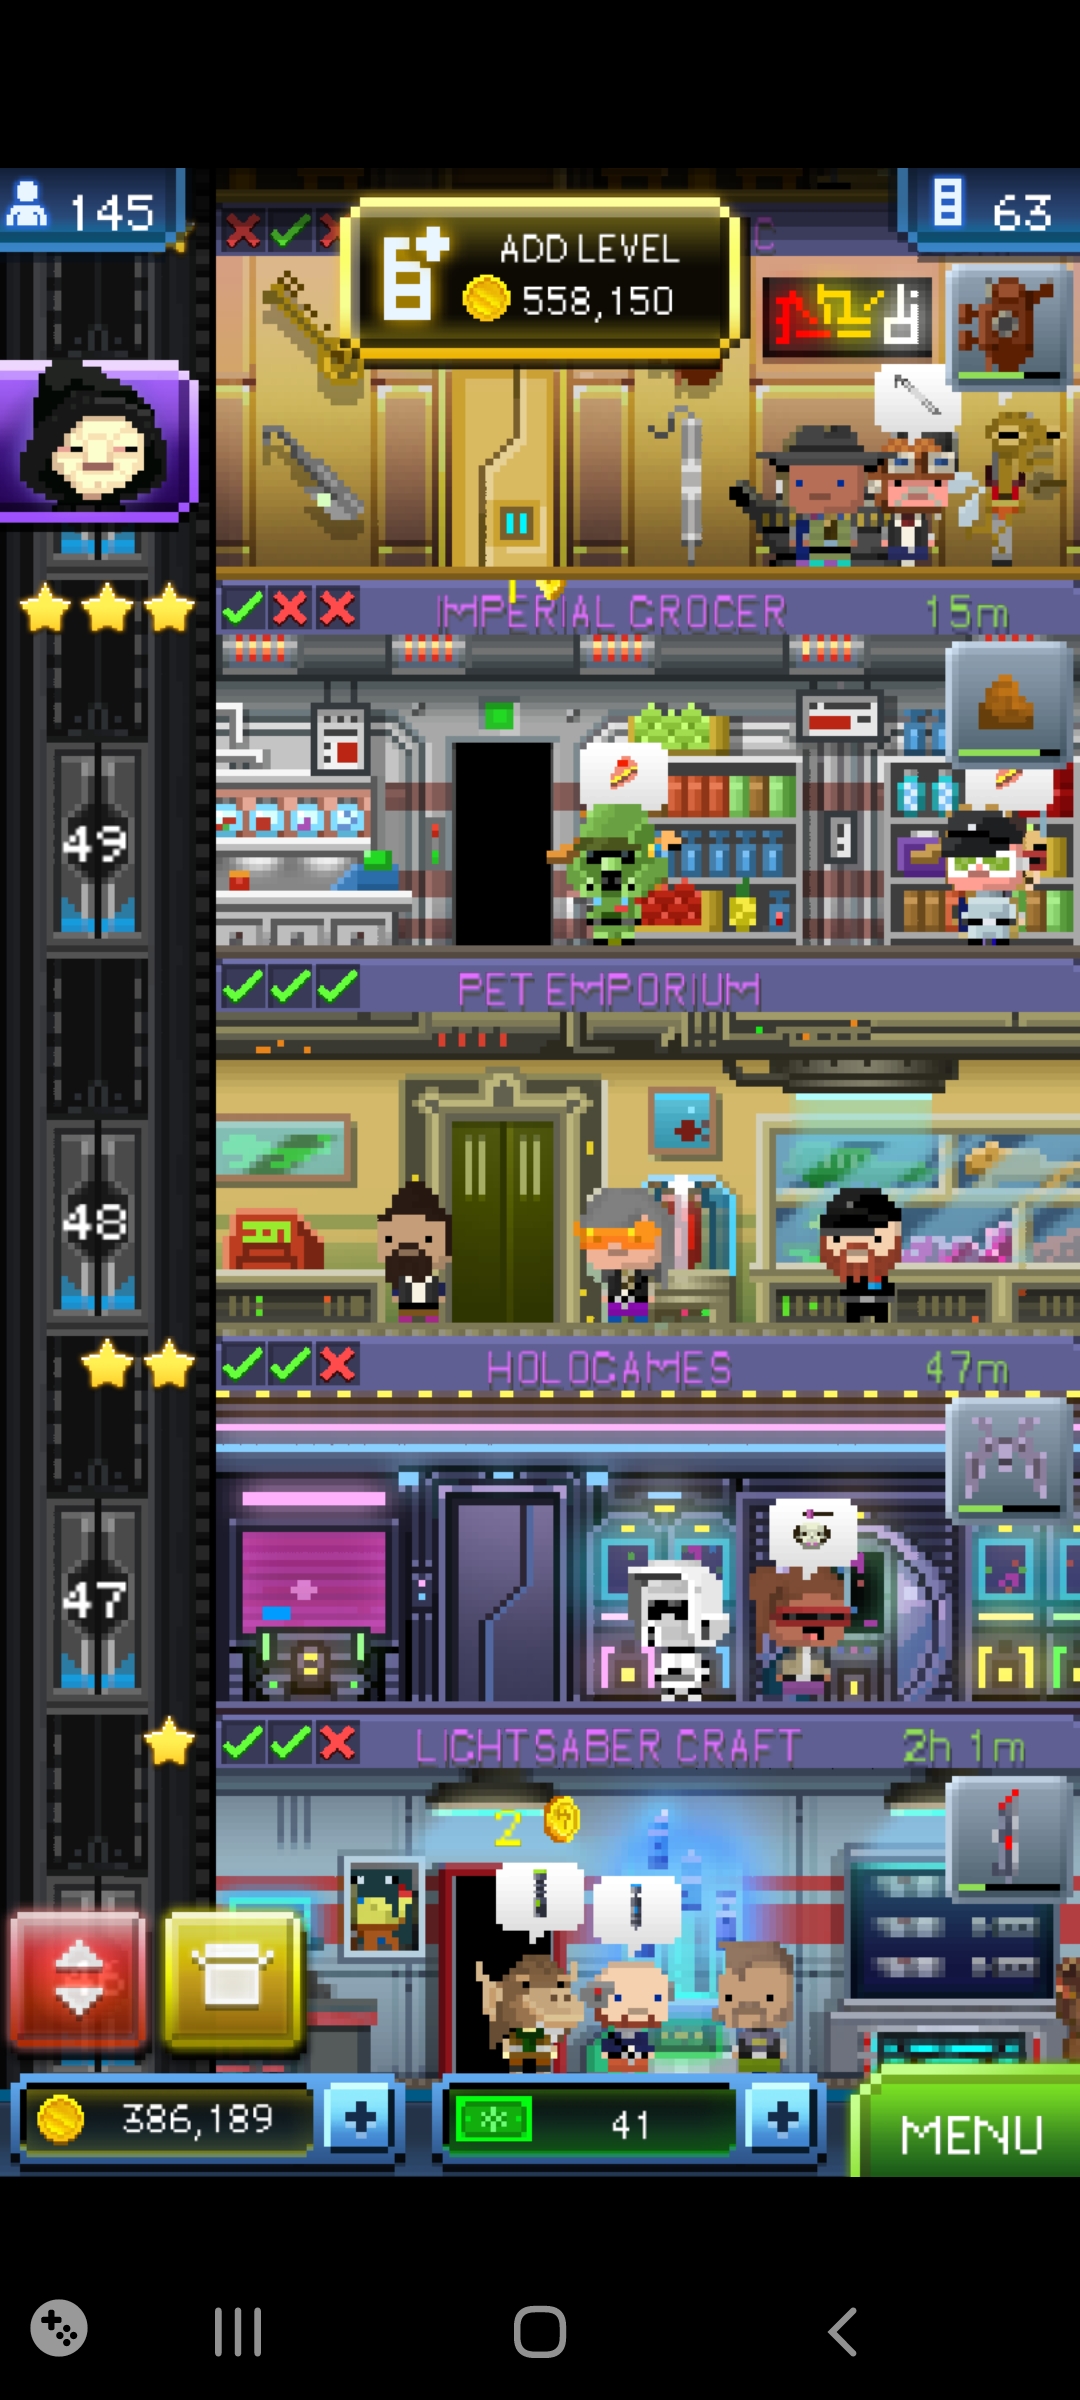 145
63
ADD LEVEL
558,150
IMPERIAL GROCER 15m
49
PET EMPORIUM
48
HOLOGAMES 47m
47
LIGHTSABER CRAFT 2h 1m
2
386,189
41
MENU